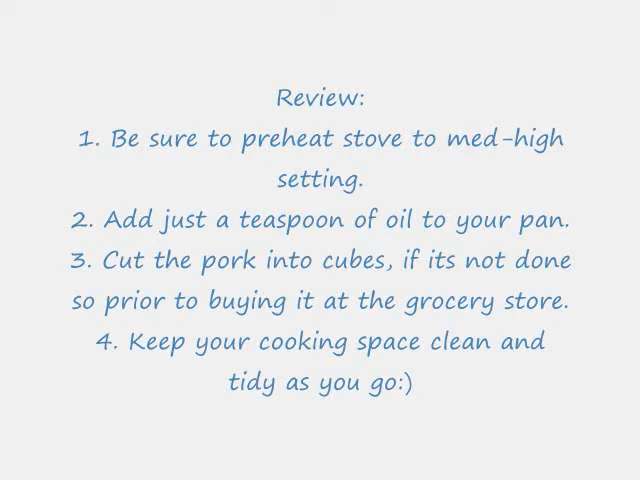 Review:
1. Be sure to preheat stove to med-high
setting.
2. Add just a teaspoon of oil to your pan.
3. Cut the pork into cubes, if its not done
so prior to buying it at the grocery store.
4. Keep your cooking space clean and
tidy as you go:)